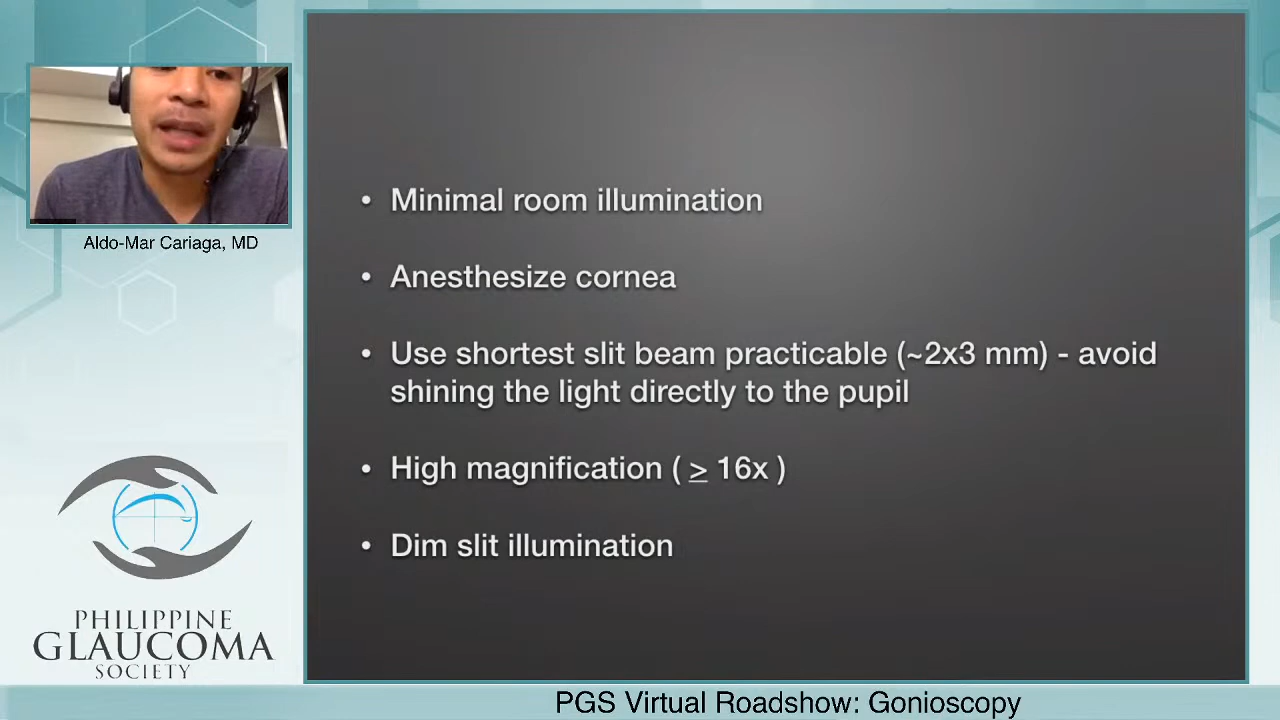 Aldo-Mar Cariaga, MD
• Minimal room illumination
• Anesthesize cornea
• Use shortest slit beam practicable (~2x3 mm) - avoid
shining the light directly to the pupil
• High magnification ( ≥ 16x )
• Dim slit illumination
PHILIPPINE
GLAUCOMA
SOCIETY
PGS Virtual Roadshow: Gonioscopy